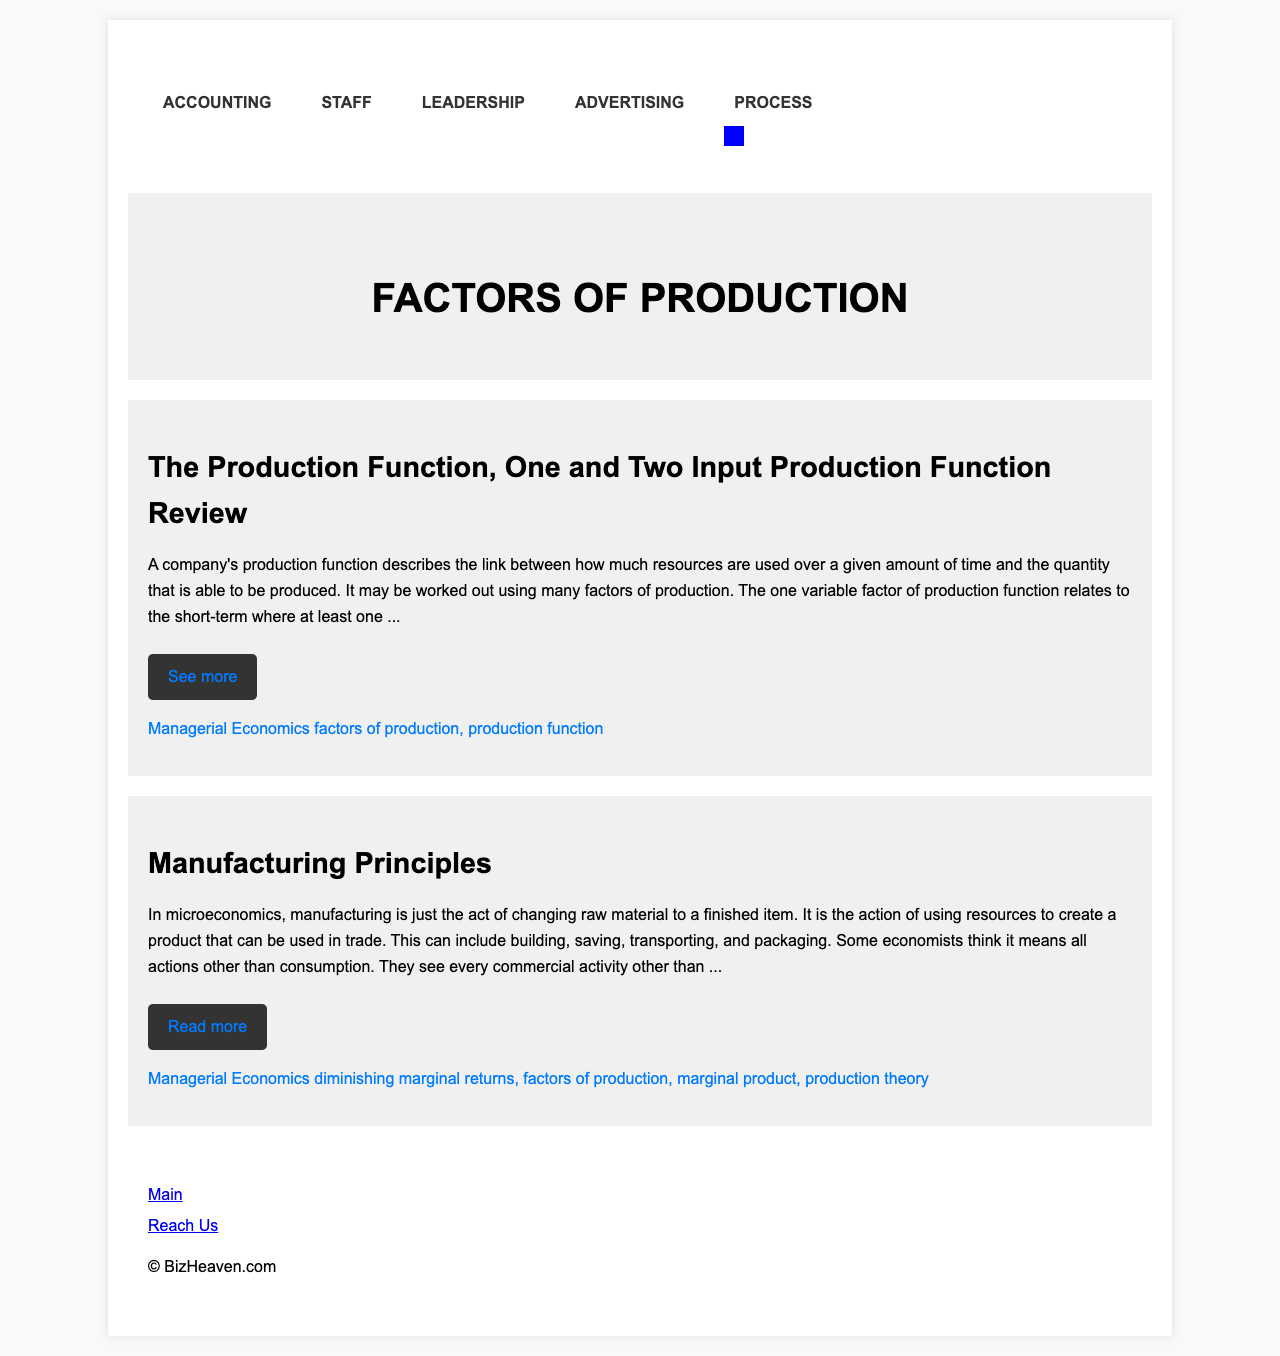 ACCOUNTING STAFF LEADERSHIP ADVERTISING PROCESS
FACTORS OF PRODUCTION
The Production Function, One and Two Input Production Function
Review
A company's production function describes the link between how much resources are used over a given amount of time and the quantity
that is able to be produced. It may be worked out using many factors of production. The one variable factor of production function relates to
the short-term where at least one ...
See more
Managerial Economics factors of production, production function
Manufacturing Principles
In microeconomics, manufacturing is just the act of changing raw material to a finished item. It is the action of using resources to create a
product that can be used in trade. This can include building, saving, transporting, and packaging. Some economists think it means all
actions other than consumption. They see every commercial activity other than ...
Read more
Managerial Economics diminishing marginal returns, factors of production, marginal product, production theory
Main
Reach Us
© BizHeaven.com